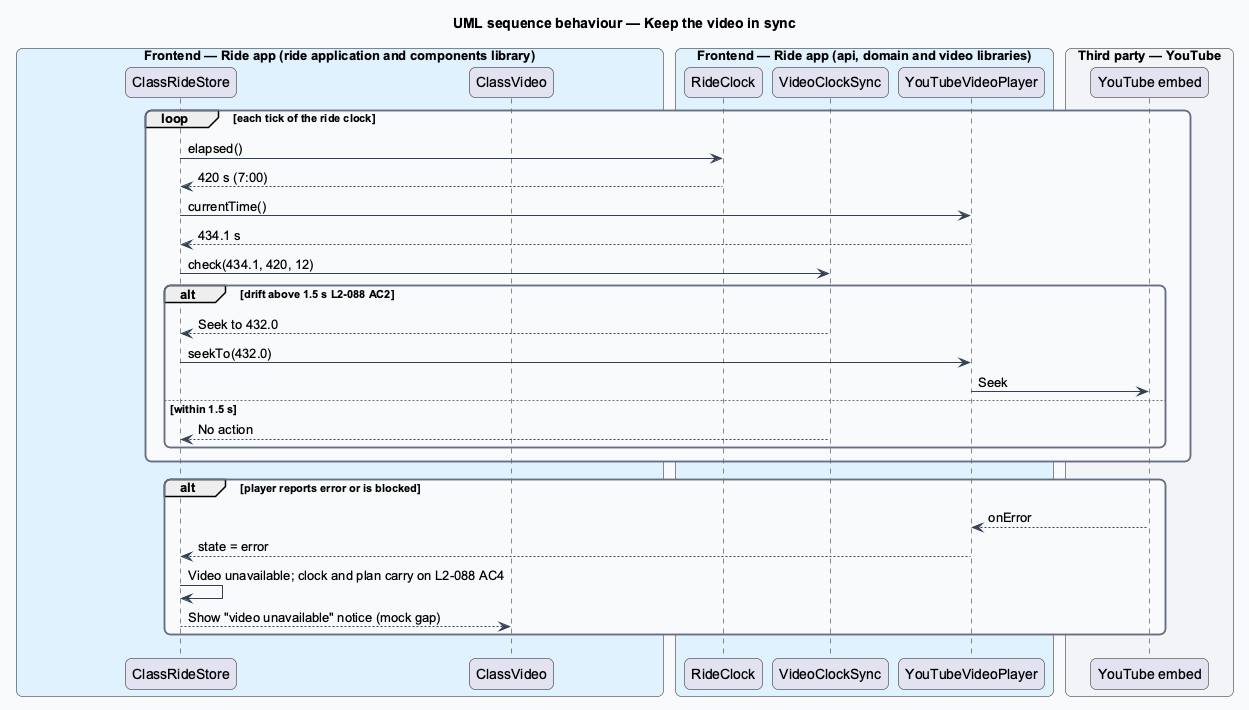 UML sequence behaviour — Keep the video in sync
Frontend — Ride app (ride application and components library)
Frontend — Ride app (api, domain and video libraries)
Third party — YouTube
ClassRideStore
ClassVideo
RideClock
VideoClockSync
YouTubeVideoPlayer
YouTube embed
loop
[each tick of the ride clock]
elapsed()
420 s (7:00)
currentTime()
434.1 s
check(434.1, 420, 12)
alt
[drift above 1.5 s L2-088 AC2]
Seek to 432.0
seekTo(432.0)
Seek
[within 1.5 s]
No action
alt
[player reports error or is blocked]
onError
state = error
Video unavailable; clock and plan carry on L2-088 AC4
Show "video unavailable" notice (mock gap)
ClassRideStore
ClassVideo
RideClock
VideoClockSync
YouTubeVideoPlayer
YouTube embed